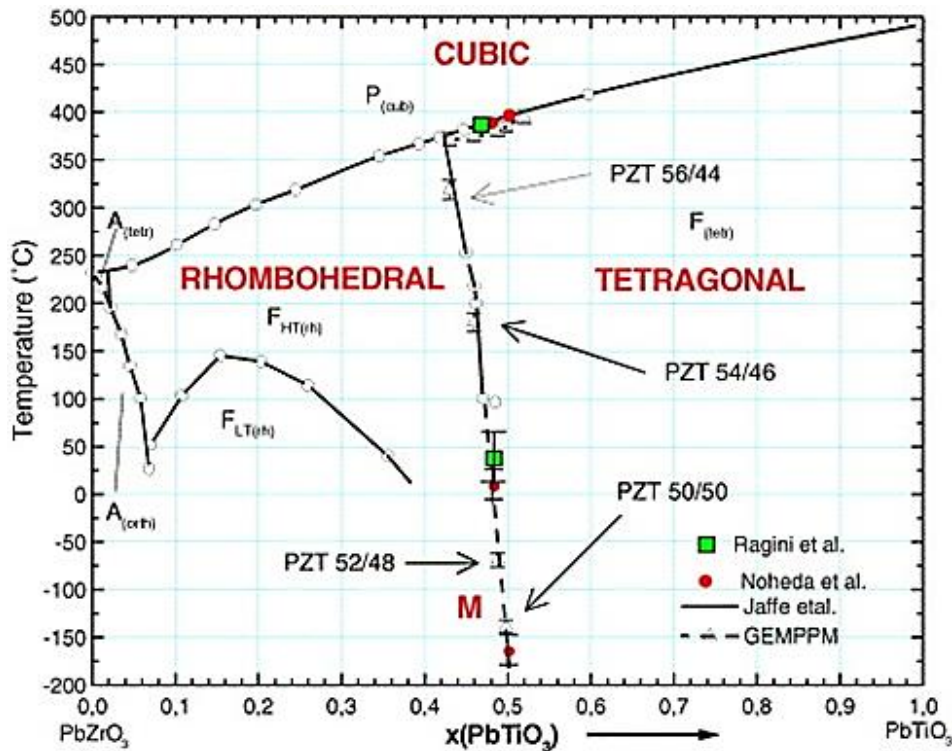 500
450
400
350
300
250
200
150
100
50
0
-50
-100
-150
-200
Temperature (°C)
CUBIC
P(cub)
PZT 56/44
A(tetr)
F(tetr)
RHOMBOHEDRAL
TETRAGONAL
F HT(rh)
PZT 54/46
F LT(rh)
A(orth)
PZT 50/50
PZT 52/48
M
Ragini et al.
Noheda et al.
Jaffe etal.
GEMPPM
0,0 0,1 0,2 0,3 0,4 0,5 0,6 0,7 0,8 0,9 1,0
PbZrO3 x(PbTiO3) PbTiO3